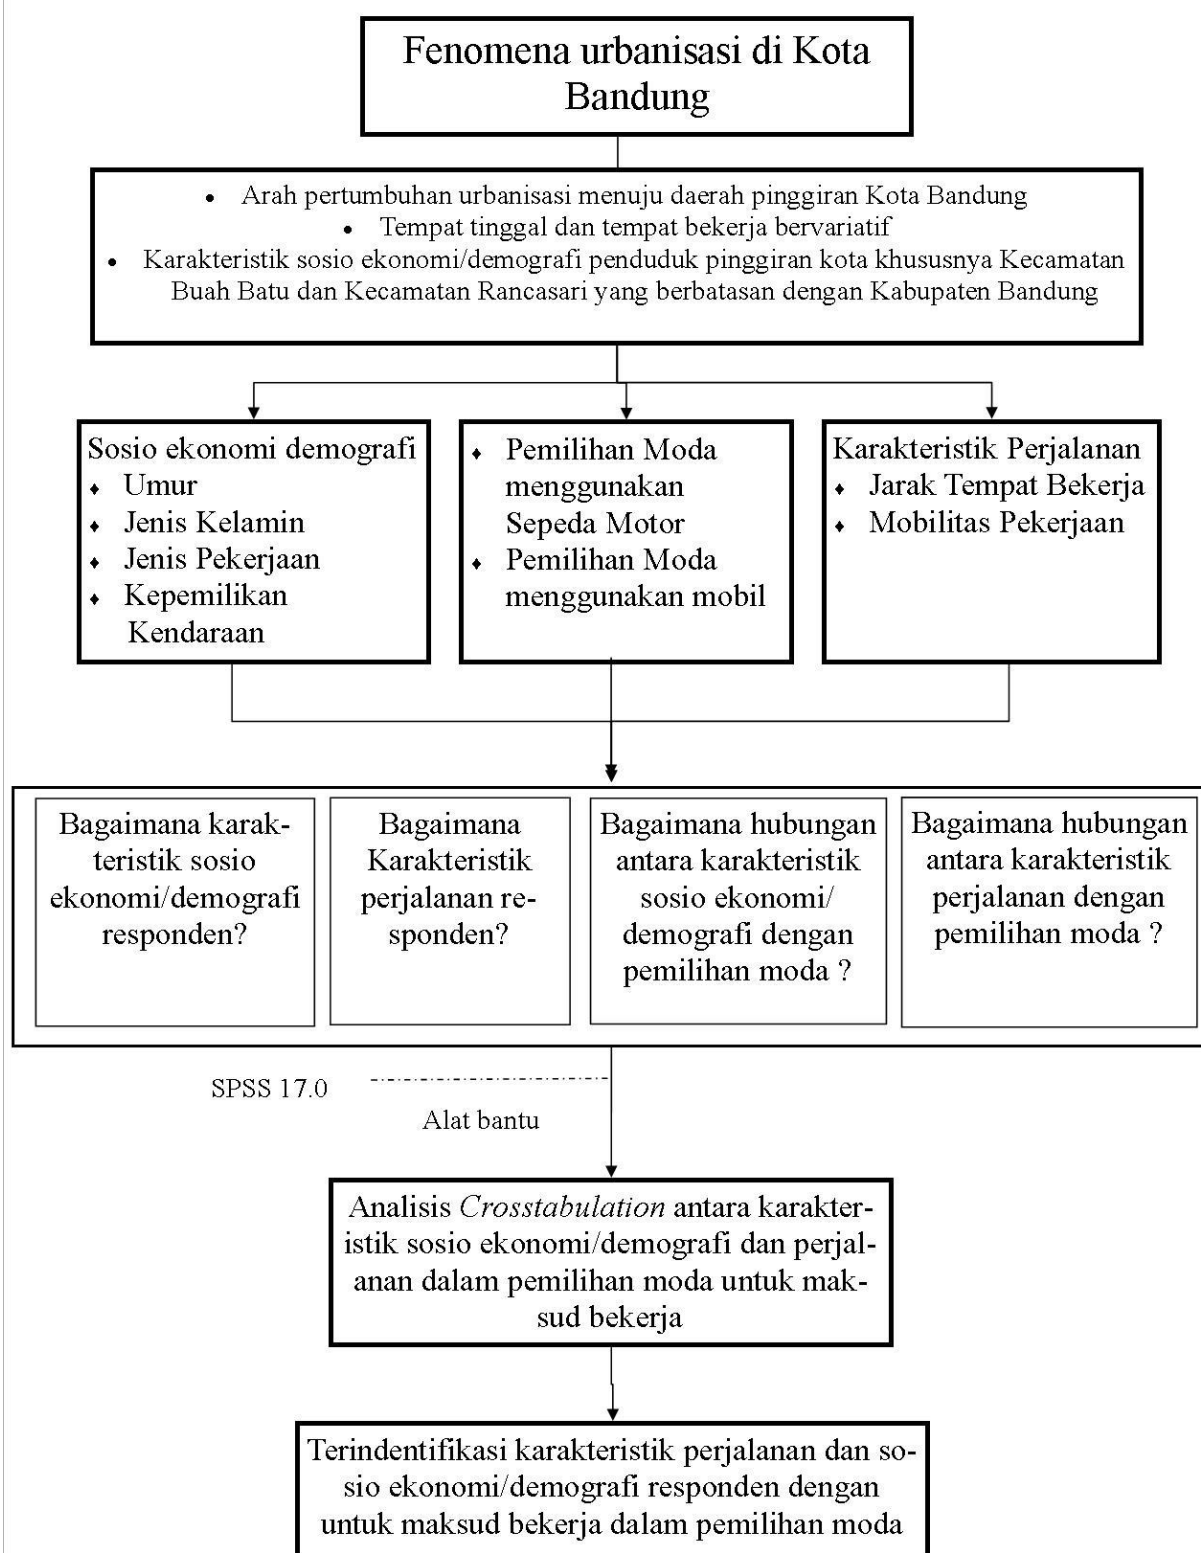 Fenomena urbanisasi di Kota
Bandung
• Arah pertumbuhan urbanisasi menuju daerah pinggiran Kota Bandung
• Tempat tinggal dan tempat bekerja bervariatif
• Karakteristik sosio ekonomi/demografi penduduk pinggiran kota khususnya Kecamatan
Buah Batu dan Kecamatan Rancasari yang berbatasan dengan Kabupaten Bandung
Sosio ekonomi demografi
♦ Umur
♦ Jenis Kelamin
♦ Jenis Pekerjaan
♦ Kepemilikan
Kendaraan
♦ Pemilihan Moda
menggunakan
Sepeda Motor
♦ Pemilihan Moda
menggunakan mobil
Karakteristik Perjalanan
♦ Jarak Tempat Bekerja
♦ Mobilitas Pekerjaan
Bagaimana karak-
teristik sosio
ekonomi/demografi
responden?
Bagaimana
Karakteristik
perjalanan re-
sponden?
Bagaimana hubungan
antara karakteristik
sosio ekonomi/
demografi dengan
pemilihan moda ?
Bagaimana hubungan
antara karakteristik
perjalanan dengan
pemilihan moda ?
SPSS 17.0
Alat bantu
Analisis Crosstabulation antara karakter-
istik sosio ekonomi/demografi dan perjal-
anan dalam pemilihan moda untuk mak-
sud bekerja
Terindentifikasi karakteristik perjalanan dan so-
sio ekonomi/demografi responden dengan
untuk maksud bekerja dalam pemilihan moda